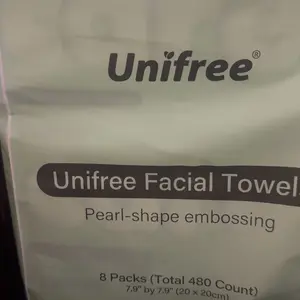 Unifree®
Unifree Facial Towel
Pearl-shape embossing
8 Packs (Total 480 Count)
7.9" by 7.9" (20 x 20cm)